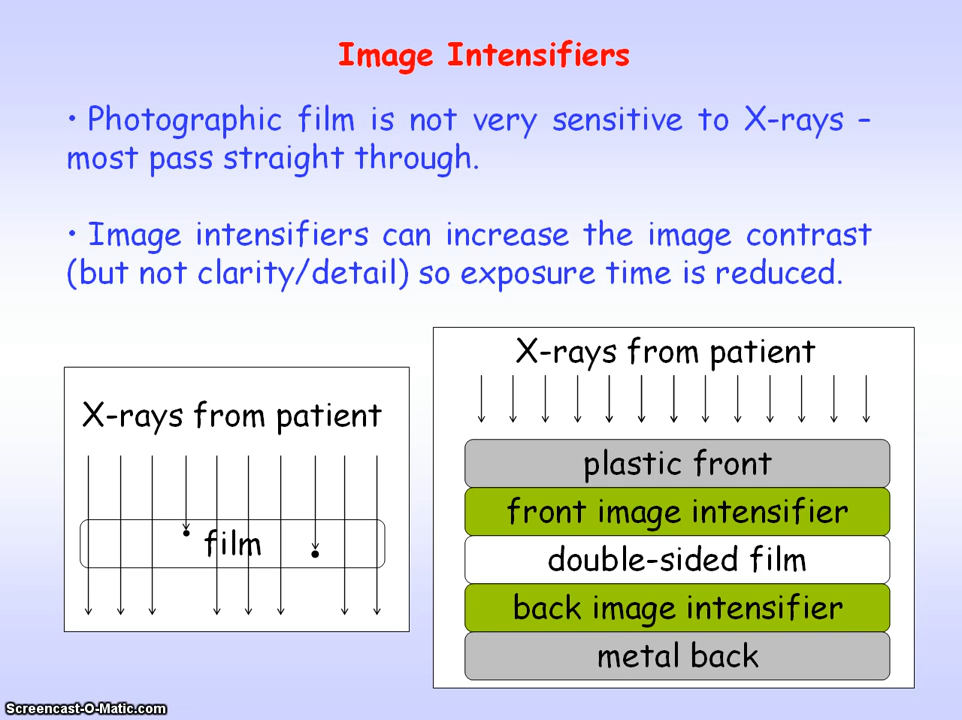 Image Intensifiers
• Photographic film is not very sensitive to X-rays –
most pass straight through.
• Image intensifiers can increase the image contrast
(but not clarity/detail) so exposure time is reduced.
X-rays from patient
film
X-rays from patient
plastic front
front image intensifier
double-sided film
back image intensifier
metal back
Screencast-O-Matic.com